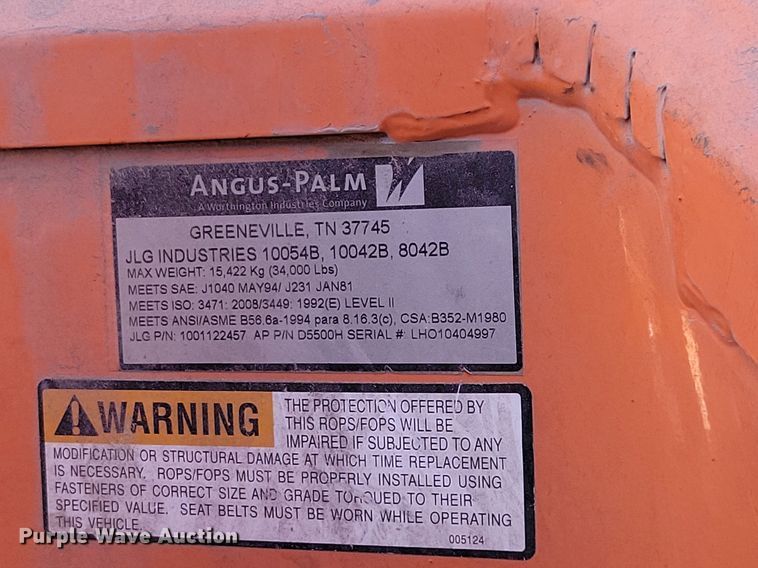 ANGUS-PALM
A Worthington Industries Company
GREENEVILLE, TN 37745
JLG INDUSTRIES 10054B, 10042B, 8042B
MAX WEIGHT: 15,422 Kg (34,000 Lbs)
MEETS SAE: J1040 MAY94/ J231 JAN81
MEETS ISO: 3471: 2008/3449: 1992(E) LEVEL II
MEETS ANSI/ASME B56.6a-1994 para 8.16.3(c), CSA:B352-M1980
JLG P/N: 1001122457 AP P/N D5500H SERIAL #: LHO10404997
WARNING
THE PROTECTION OFFERED BY
THIS ROPS/FOPS WILL BE
IMPAIRED IF SUBJECTED TO ANY
MODIFICATION OR STRUCTURAL DAMAGE AT WHICH TIME REPLACEMENT
IS NECESSARY. ROPS/FOPS MUST BE PROPERLY INSTALLED USING
FASTENERS OF CORRECT SIZE AND GRADE TORQUED TO THEIR
SPECIFIED VALUE. SEAT BELTS MUST BE WORN WHILE OPERATING
THIS VEHICLE.
005124
Purple Wave Auction